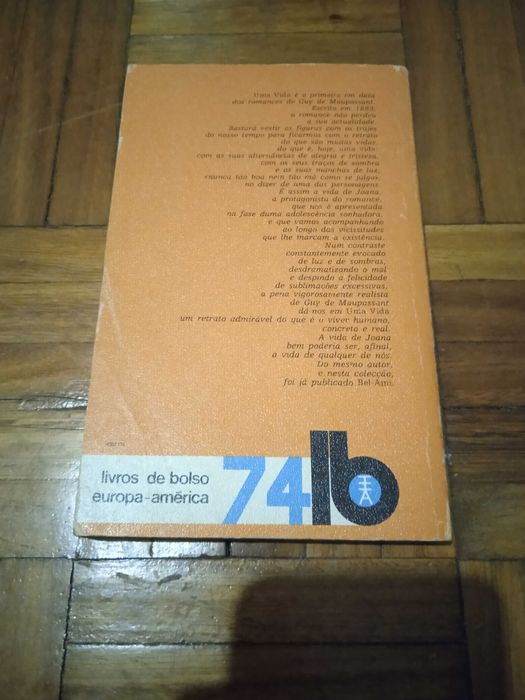 Uma Vida é o primeiro em data
dos romances de Guy de Maupassant.
Escrito em 1883,
o romance não perdeu
a sua actualidade.
Bastará vestir as figuras com os trajes
do nosso tempo para ficarmos com o retrato
do que são muitas vidas,
do que é, hoje, uma vida:
com as suas alternâncias de alegria e tristeza,
com os seus traços de sombra
e as suas manchas de luz,
«nunca tão boa nem tão má como se julga»,
no dizer de uma das personagens.
É assim a vida de Joana,
a protagonista do romance,
que nos é apresentada
na fase duma adolescência sonhadora,
e que vamos acompanhando
ao longo das vicissitudes
que lhe marcam a existência.
Num contraste
constantemente evocado
de luz e de sombras,
desdramatizando o mal
e despindo a felicidade
de sublimações excessivas,
a pena vigorosamente realista
de Guy de Maupassant
dá-nos em Uma Vida
um retrato admirável do que é o viver humano,
concreto e real.
A vida de Joana
bem poderia ser, afinal,
a vida de qualquer de nós.
Do mesmo autor,
e nesta colecção,
foi já publicado Bel-Ami.
livros de bolso
europa-américa
74
lb